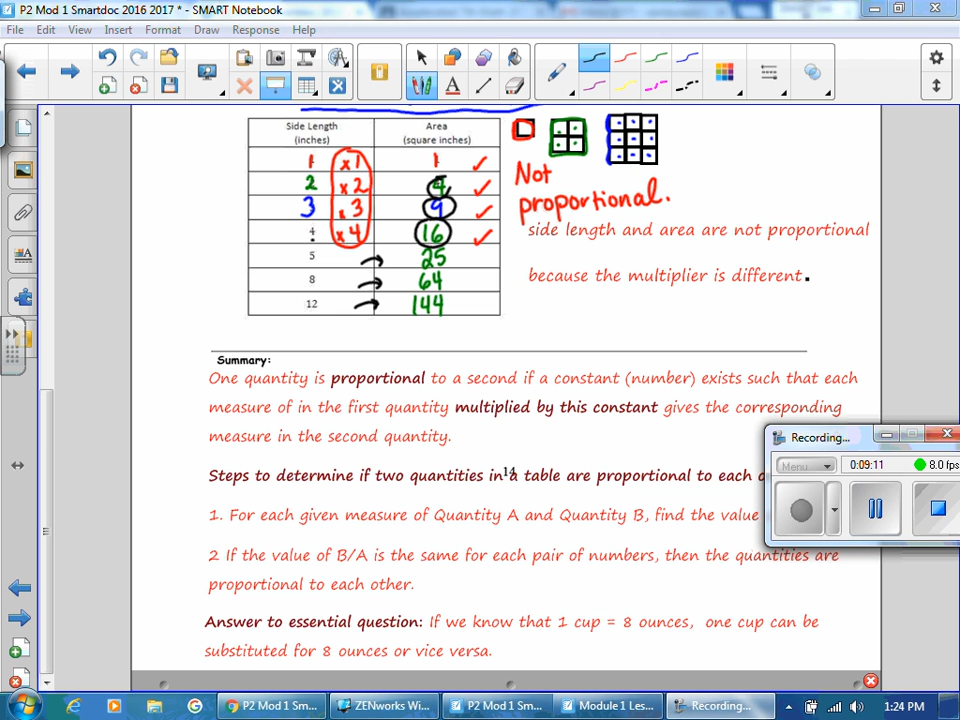 P2 Mod 1 Smartdoc 2016 2017 * - SMART Notebook
File Edit View Insert Format Draw Response Help
Side Length Area
(inches) (square inches)
1 x1 1 ✓
2 x2 4 ✓
3 x3 9 ✓
4 x4 16 ✓
5 → 25
8 → 64
12 → 144
Not
proportional.
side length and area are not proportional
because the multiplier is different.
Summary:
One quantity is proportional to a second if a constant (number) exists such that each
measure of in the first quantity multiplied by this constant gives the corresponding
measure in the second quantity.
Steps to determine if two quantities in a table are proportional to each
1. For each given measure of Quantity A and Quantity B, find the value
2 If the value of B/A is the same for each pair of numbers, then the quantities are
proportional to each other.
Answer to essential question: If we know that 1 cup = 8 ounces, one cup can be
substituted for 8 ounces or vice versa.
Recording...
Menu 0:09:11 8.0 fps
P2 Mod 1 Sm... ZENworks Wi... P2 Mod 1 Sm... Module 1 Les... Recording... 1:24 PM